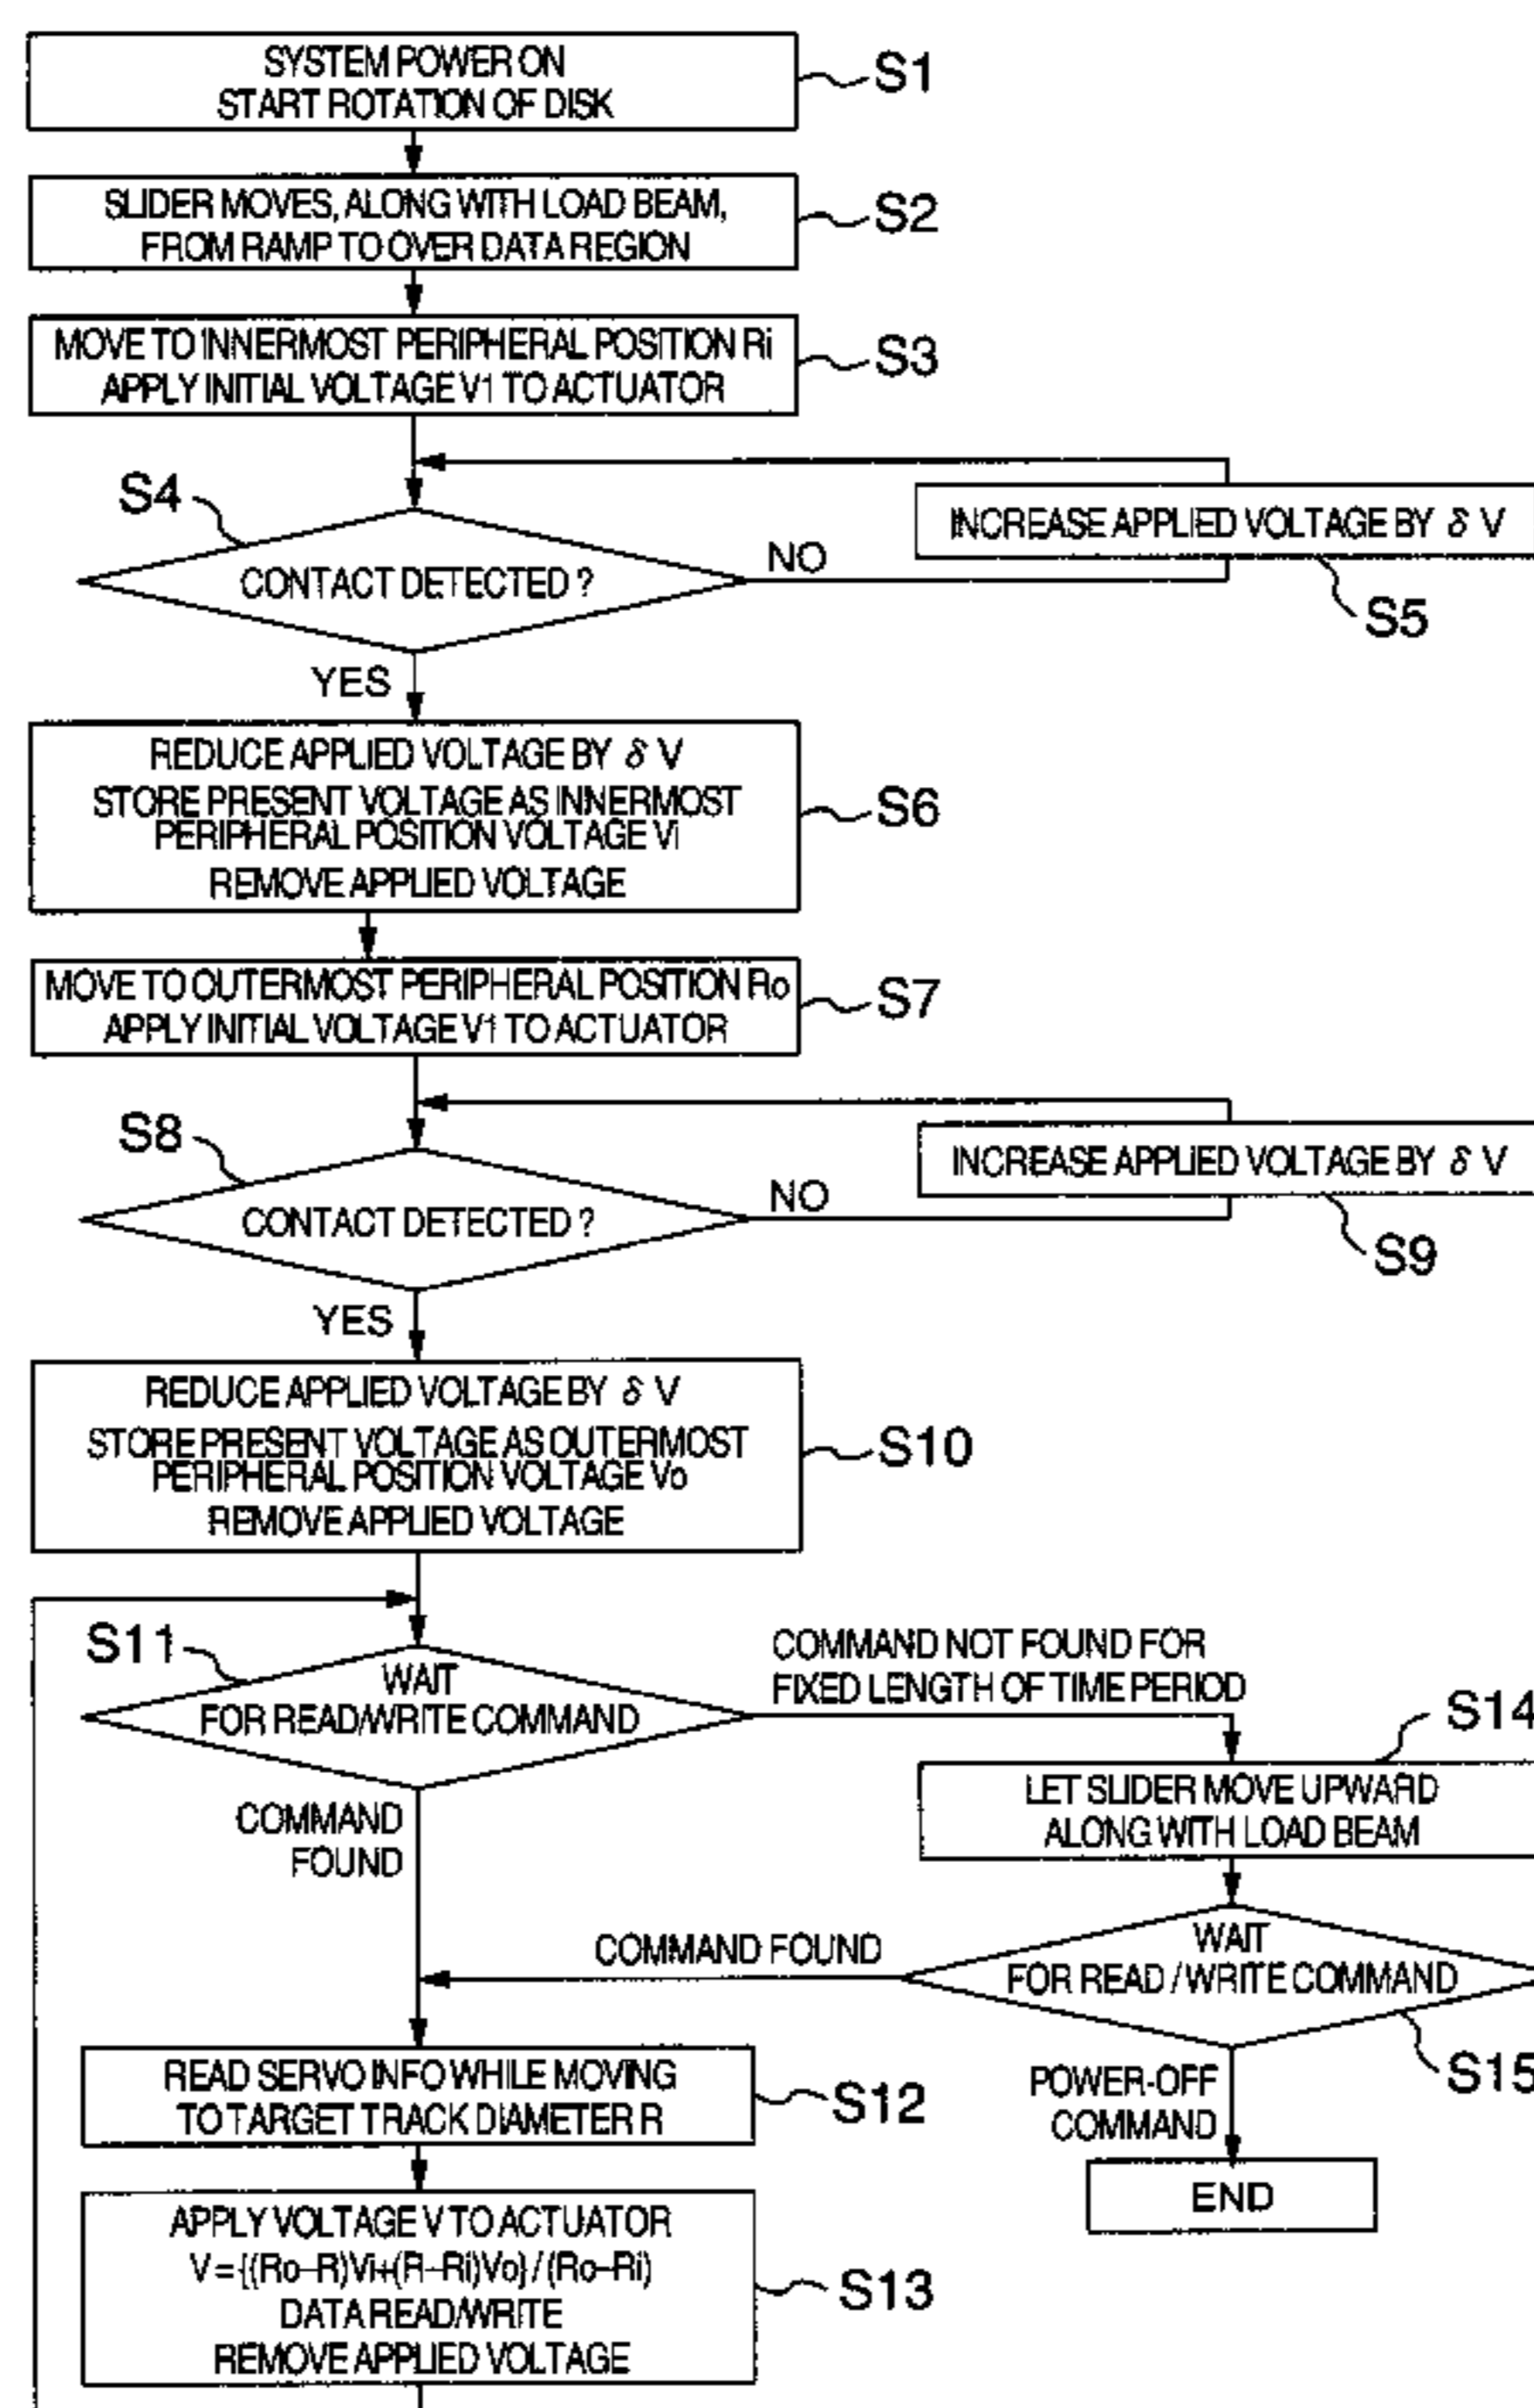 SYSTEM POWER ON
START ROTATION OF DISK
S1
SLIDER MOVES, ALONG WITH LOAD BEAM,
FROM RAMP TO OVER DATA REGION
S2
MOVE TO INNERMOST PERIPHERAL POSITION Ri
APPLY INITIAL VOLTAGE V1 TO ACTUATOR
S3
S4
CONTACT DETECTED ?
NO
INCREASE APPLIED VOLTAGE BY δ V
S5
YES
REDUCE APPLIED VOLTAGE BY δ V
STORE PRESENT VOLTAGE AS INNERMOST
PERIPHERAL POSITION VOLTAGE Vi
REMOVE APPLIED VOLTAGE
S6
MOVE TO OUTERMOST PERIPHERAL POSITION Ro
APPLY INITIAL VOLTAGE V1 TO ACTUATOR
S7
S8
CONTACT DETECTED ?
NO
INCREASE APPLIED VOLTAGE BY δ V
S9
YES
REDUCE APPLIED VOLTAGE BY δ V
STORE PRESENT VOLTAGE AS OUTERMOST
PERIPHERAL POSITION VOLTAGE Vo
REMOVE APPLIED VOLTAGE
S10
S11
WAIT
FOR READ/WRITE COMMAND
COMMAND NOT FOUND FOR
FIXED LENGTH OF TIME PERIOD
S14
LET SLIDER MOVE UPWARD
ALONG WITH LOAD BEAM
COMMAND
FOUND
COMMAND FOUND
WAIT
FOR READ / WRITE COMMAND
S15
POWER-OFF
COMMAND
END
READ SERVO INFO WHILE MOVING
TO TARGET TRACK DIAMETER R
S12
APPLY VOLTAGE V TO ACTUATOR
V={(Ro-R)Vi+(R-Ri)Vo}/(Ro-Ri)
DATA READ/WRITE
REMOVE APPLIED VOLTAGE
S13